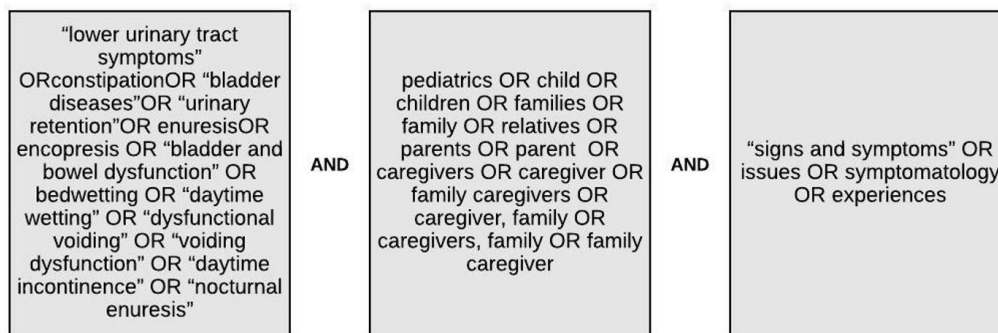 “lower urinary tract
symptoms”
ORconstipationOR “bladder
diseases”OR “urinary
retention”OR enuresisOR
encopresis OR “bladder and
bowel dysfunction” OR
bedwetting OR “daytime
wetting” OR “dysfunctional
voiding” OR “voiding
dysfunction” OR “daytime
incontinence” OR “nocturnal
enuresis”
AND
pediatrics OR child OR
children OR families OR
family OR relatives OR
parents OR parent OR
caregivers OR caregiver OR
family caregivers OR
caregiver, family OR
caregivers, family OR family
caregiver
AND
“signs and symptoms” OR
issues OR symptomatology
OR experiences